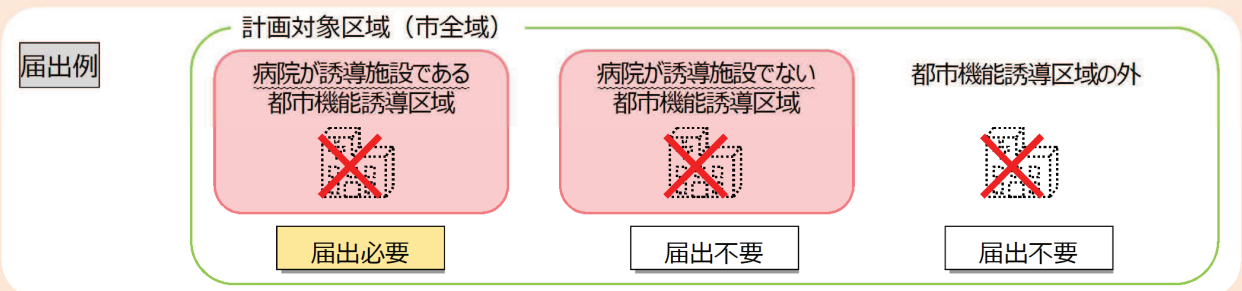 計画対象区域（市全域）
届出例
病院が誘導施設である
都市機能誘導区域
病院が誘導施設でない
都市機能誘導区域
都市機能誘導区域の外
届出必要
届出不要
届出不要